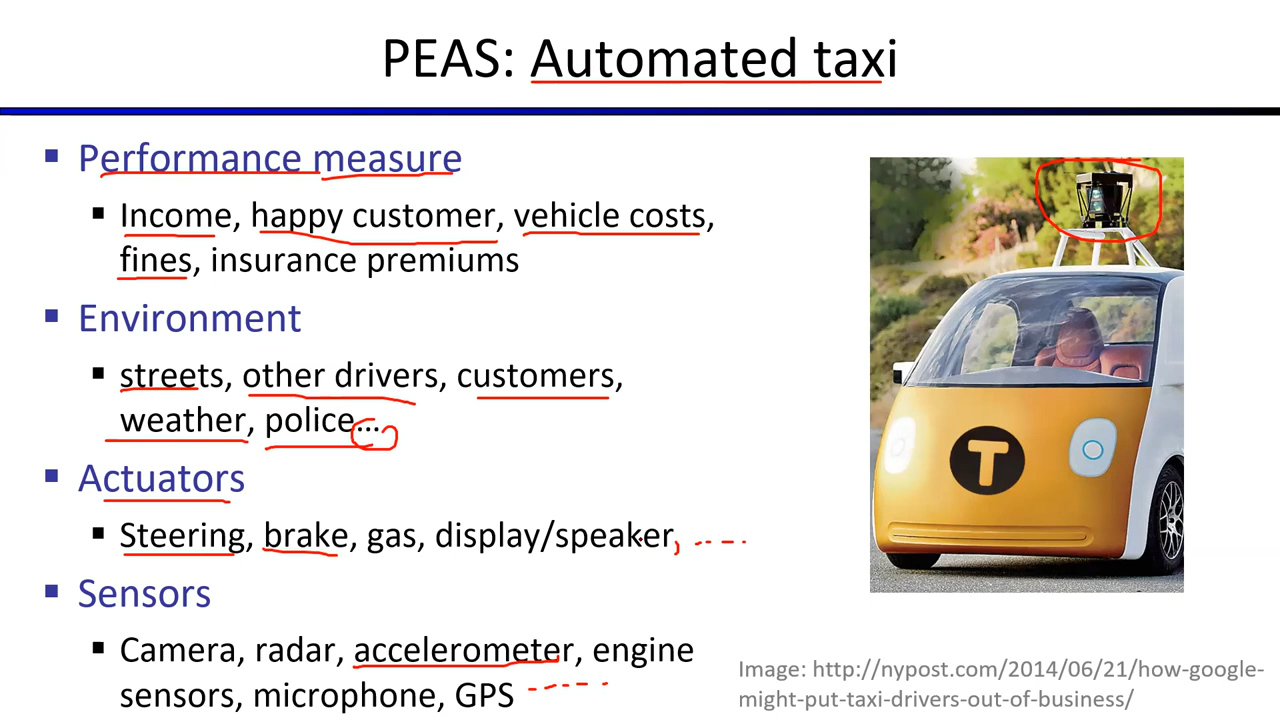 PEAS: Automated taxi
▪ Performance measure
▪ Income, happy customer, vehicle costs,
fines, insurance premiums
▪ Environment
▪ streets, other drivers, customers,
weather, police...
▪ Actuators
▪ Steering, brake, gas, display/speaker,
▪ Sensors
▪ Camera, radar, accelerometer, engine
sensors, microphone, GPS
T
Image: http://nypost.com/2014/06/21/how-google-
might-put-taxi-drivers-out-of-business/